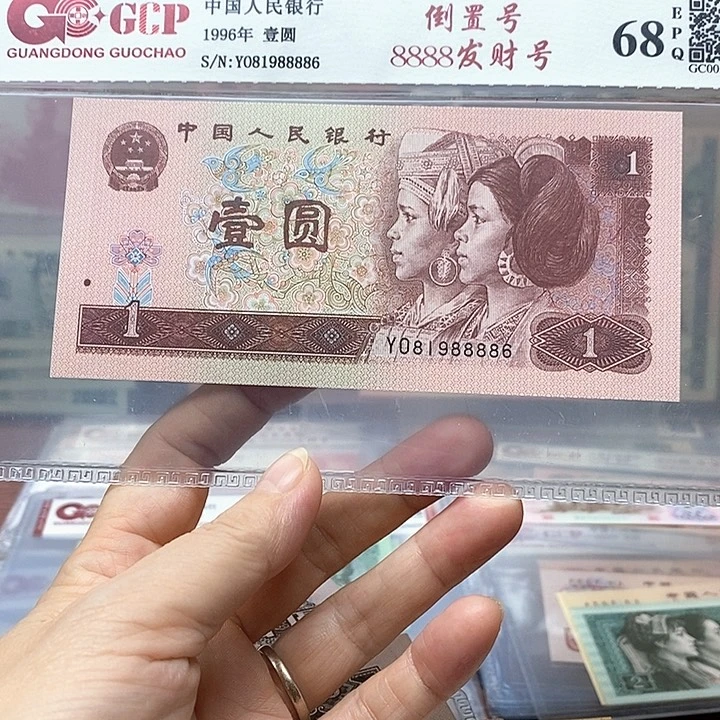 GCP
GUANGDONG GUOCHAO
中国人民银行
1996年 壹圆
S/N:Y081988886
倒置号
8888发财号
68
EPQ
GC00
中国人民银行
1
壹圆
1
Y081988886
1